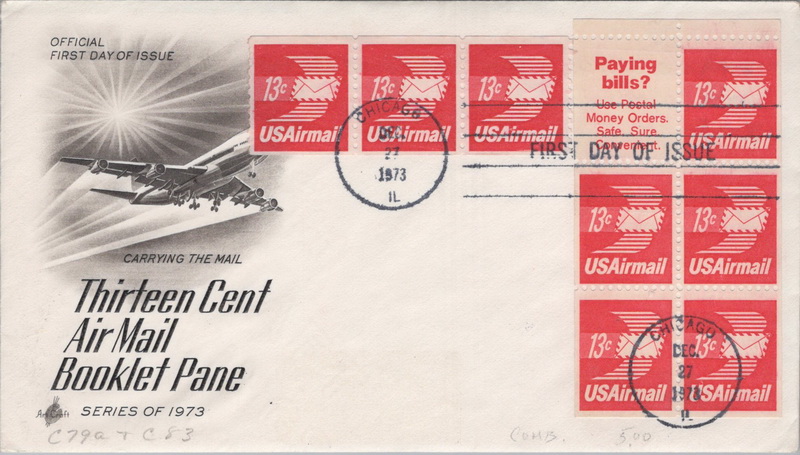 OFFICIAL
FIRST DAY OF ISSUE
CARRYING THE MAIL
Thirteen Cent
Air Mail
Booklet Pane
SERIES OF 1973
ArtCraft
C79a + C83
13c
USAirmail
13c
USAirmail
13c
USAirmail
CHICAGO
DEC.
27
1973
IL
Paying
bills?
Use Postal
Money Orders.
Safe, Sure,
Convenient.
13c
USAirmail
FIRST DAY OF ISSUE
13c
USAirmail
13c
USAirmail
13c
USAirmail
13c
USAirmail
CHICAGO
DEC.
27
1973
IL
COMB.
5.00